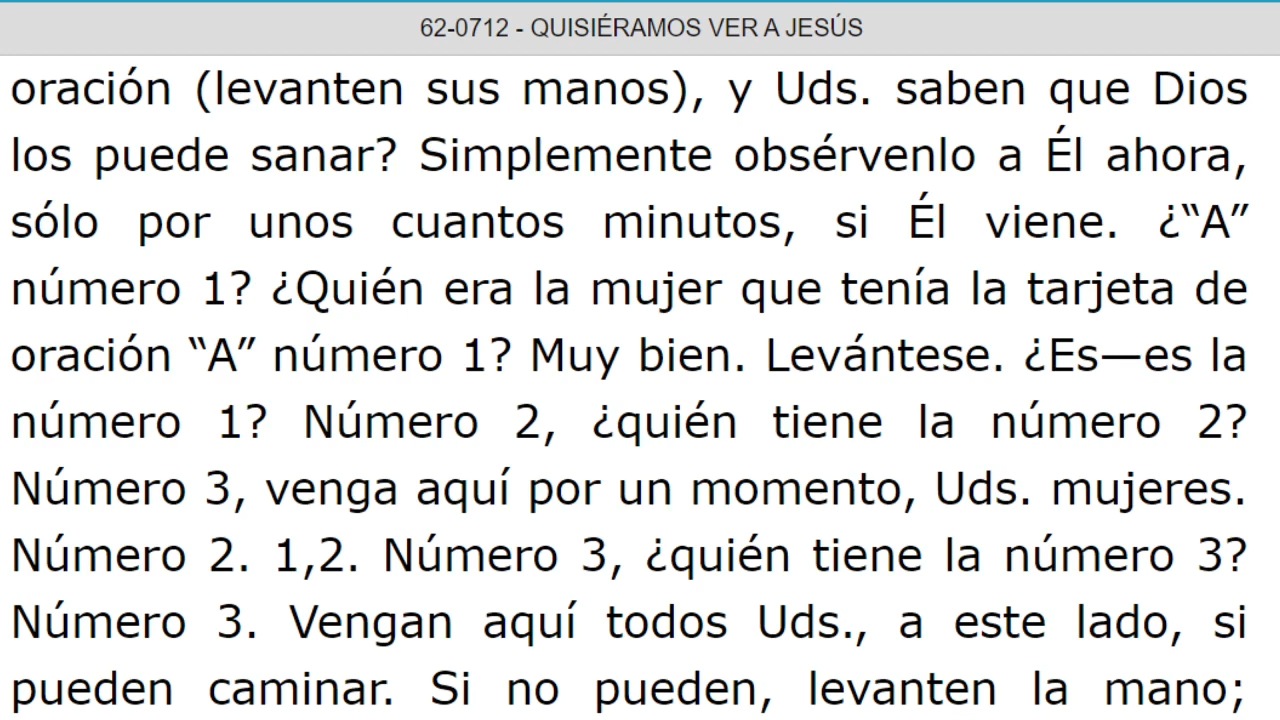 62-0712 - QUISIÉRAMOS VER A JESÚS
oración (levanten sus manos), y Uds. saben que Dios
los puede sanar? Simplemente obsérvenlo a Él ahora,
sólo por unos cuantos minutos, si Él viene. ¿“A”
número 1? ¿Quién era la mujer que tenía la tarjeta de
oración “A” número 1? Muy bien. Levántese. ¿Es—es la
número 1? Número 2, ¿quién tiene la número 2?
Número 3, venga aquí por un momento, Uds. mujeres.
Número 2. 1,2. Número 3, ¿quién tiene la número 3?
Número 3. Vengan aquí todos Uds., a este lado, si
pueden caminar. Si no pueden, levanten la mano;